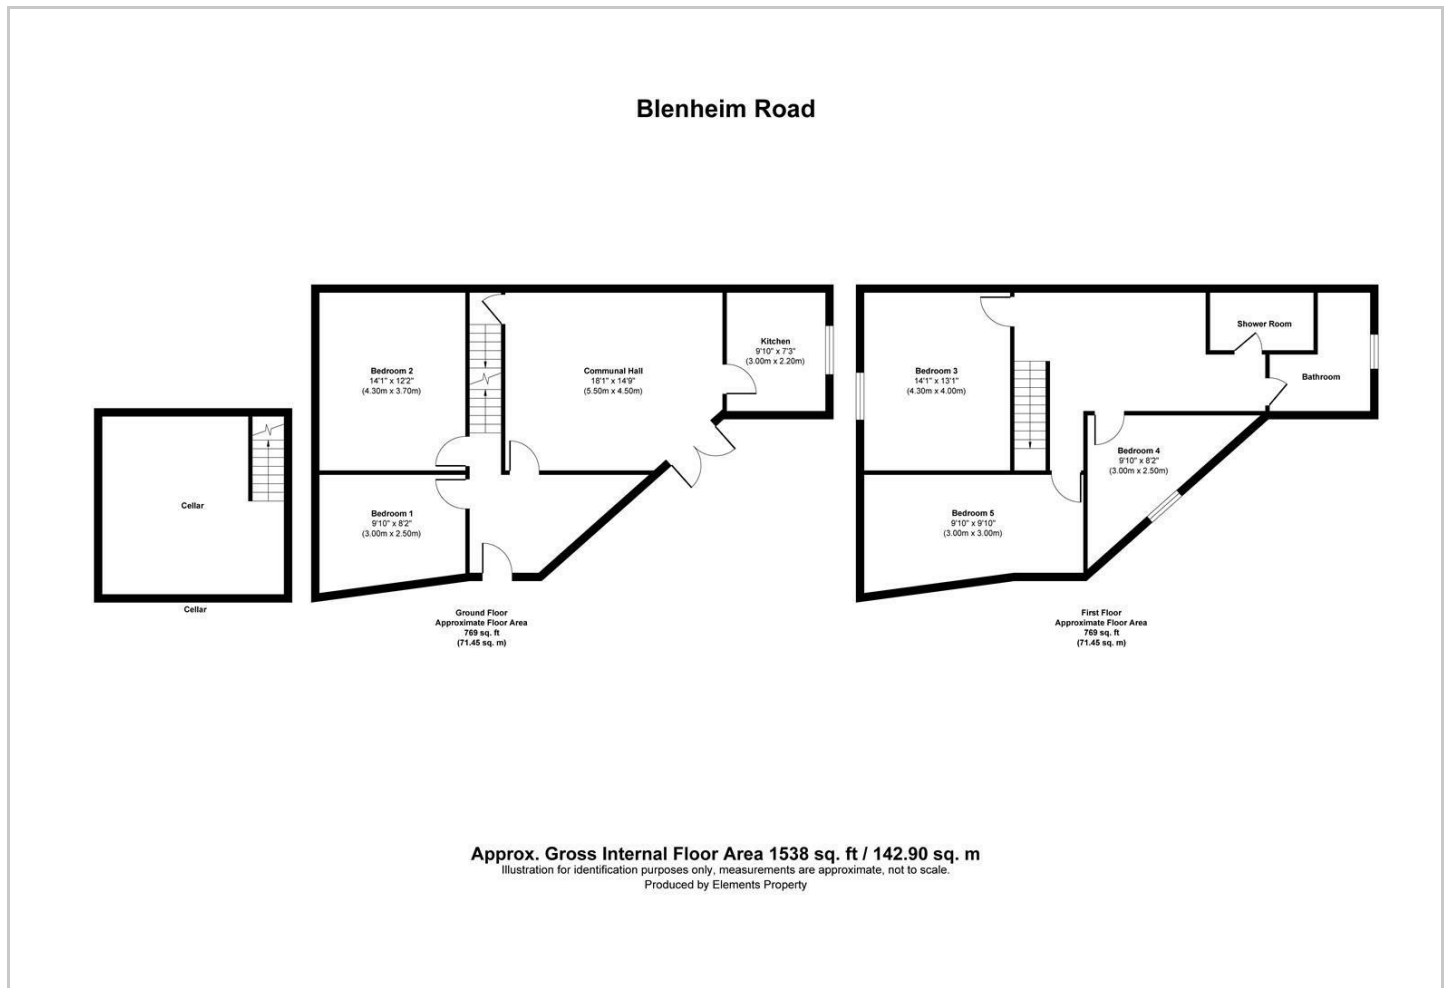 Blenheim Road
Cellar
Cellar
Bedroom 2
14'1" x 12'2"
(4.30m x 3.70m)
Bedroom 1
9'10" x 8'2"
(3.00m x 2.50m)
Communal Hall
18'1" x 14'9"
(5.50m x 4.50m)
Kitchen
9'10" x 7'3"
(3.00m x 2.20m)
Ground Floor
Approximate Floor Area
769 sq. ft
(71.45 sq. m)
Bedroom 3
14'1" x 13'1"
(4.30m x 4.00m)
Shower Room
Bathroom
Bedroom 4
9'10" x 8'2"
(3.00m x 2.50m)
Bedroom 5
9'10" x 9'10"
(3.00m x 3.00m)
First Floor
Approximate Floor Area
769 sq. ft
(71.45 sq. m)
Approx. Gross Internal Floor Area 1538 sq. ft / 142.90 sq. m
Illustration for identification purposes only, measurements are approximate, not to scale.
Produced by Elements Property